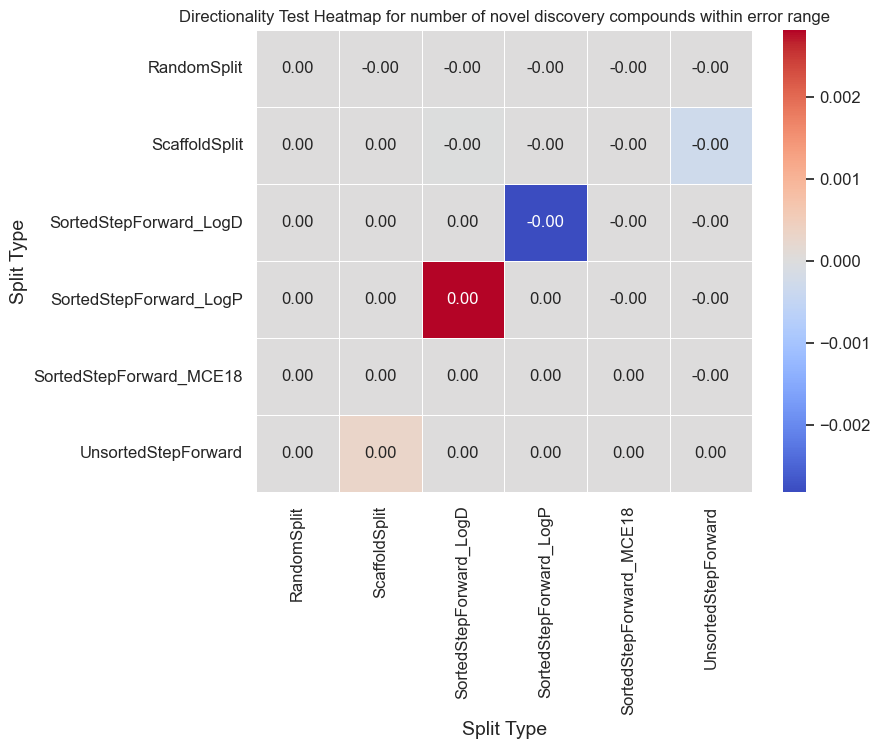 Directionality Test Heatmap for number of novel discovery compounds within error range
Split Type
RandomSplit 0.00 -0.00 -0.00 -0.00 -0.00 -0.00
ScaffoldSplit 0.00 0.00 -0.00 -0.00 -0.00 -0.00
SortedStepForward_LogD 0.00 0.00 0.00 -0.00 -0.00 -0.00
SortedStepForward_LogP 0.00 0.00 0.00 0.00 -0.00 -0.00
SortedStepForward_MCE18 0.00 0.00 0.00 0.00 0.00 -0.00
UnsortedStepForward 0.00 0.00 0.00 0.00 0.00 0.00
RandomSplit
ScaffoldSplit
SortedStepForward_LogD
SortedStepForward_LogP
SortedStepForward_MCE18
UnsortedStepForward
Split Type
0.002
0.001
0.000
−0.001
−0.002